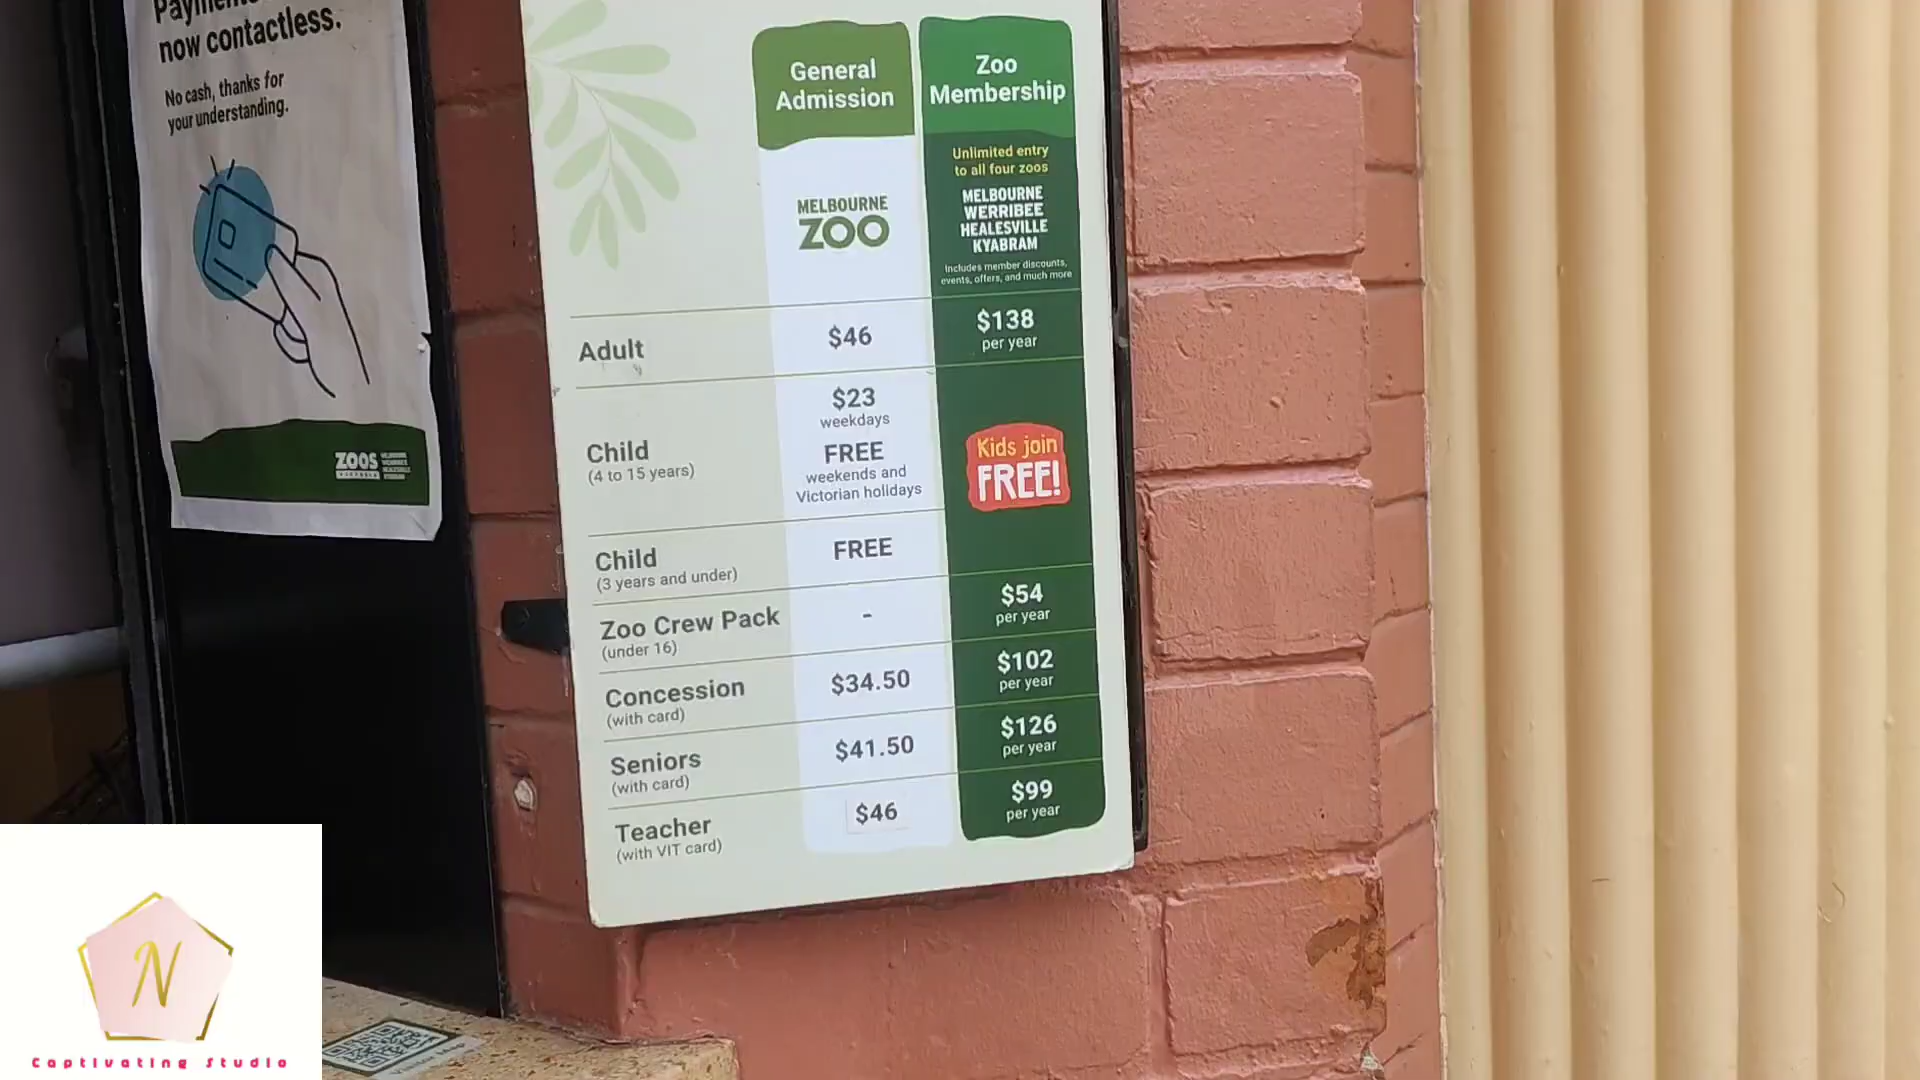 Payments
now contactless.
No cash, thanks for
your understanding.
ZOOS
General
Admission
Zoo
Membership
MELBOURNE
ZOO
Unlimited entry
to all four zoos
MELBOURNE
WERRIBEE
HEALESVILLE
KYABRAM
Includes member discounts,
events, offers, and much more
Adult
$46
$138
per year
Child
(4 to 15 years)
$23
weekdays
FREE
weekends and
Victorian holidays
Kids join
FREE!
Child
(3 years and under)
FREE
Zoo Crew Pack
(under 16)
-
$54
per year
Concession
(with card)
$34.50
$102
per year
Seniors
(with card)
$41.50
$126
per year
Teacher
(with VIT card)
$46
$99
per year
N
Captivating Studio